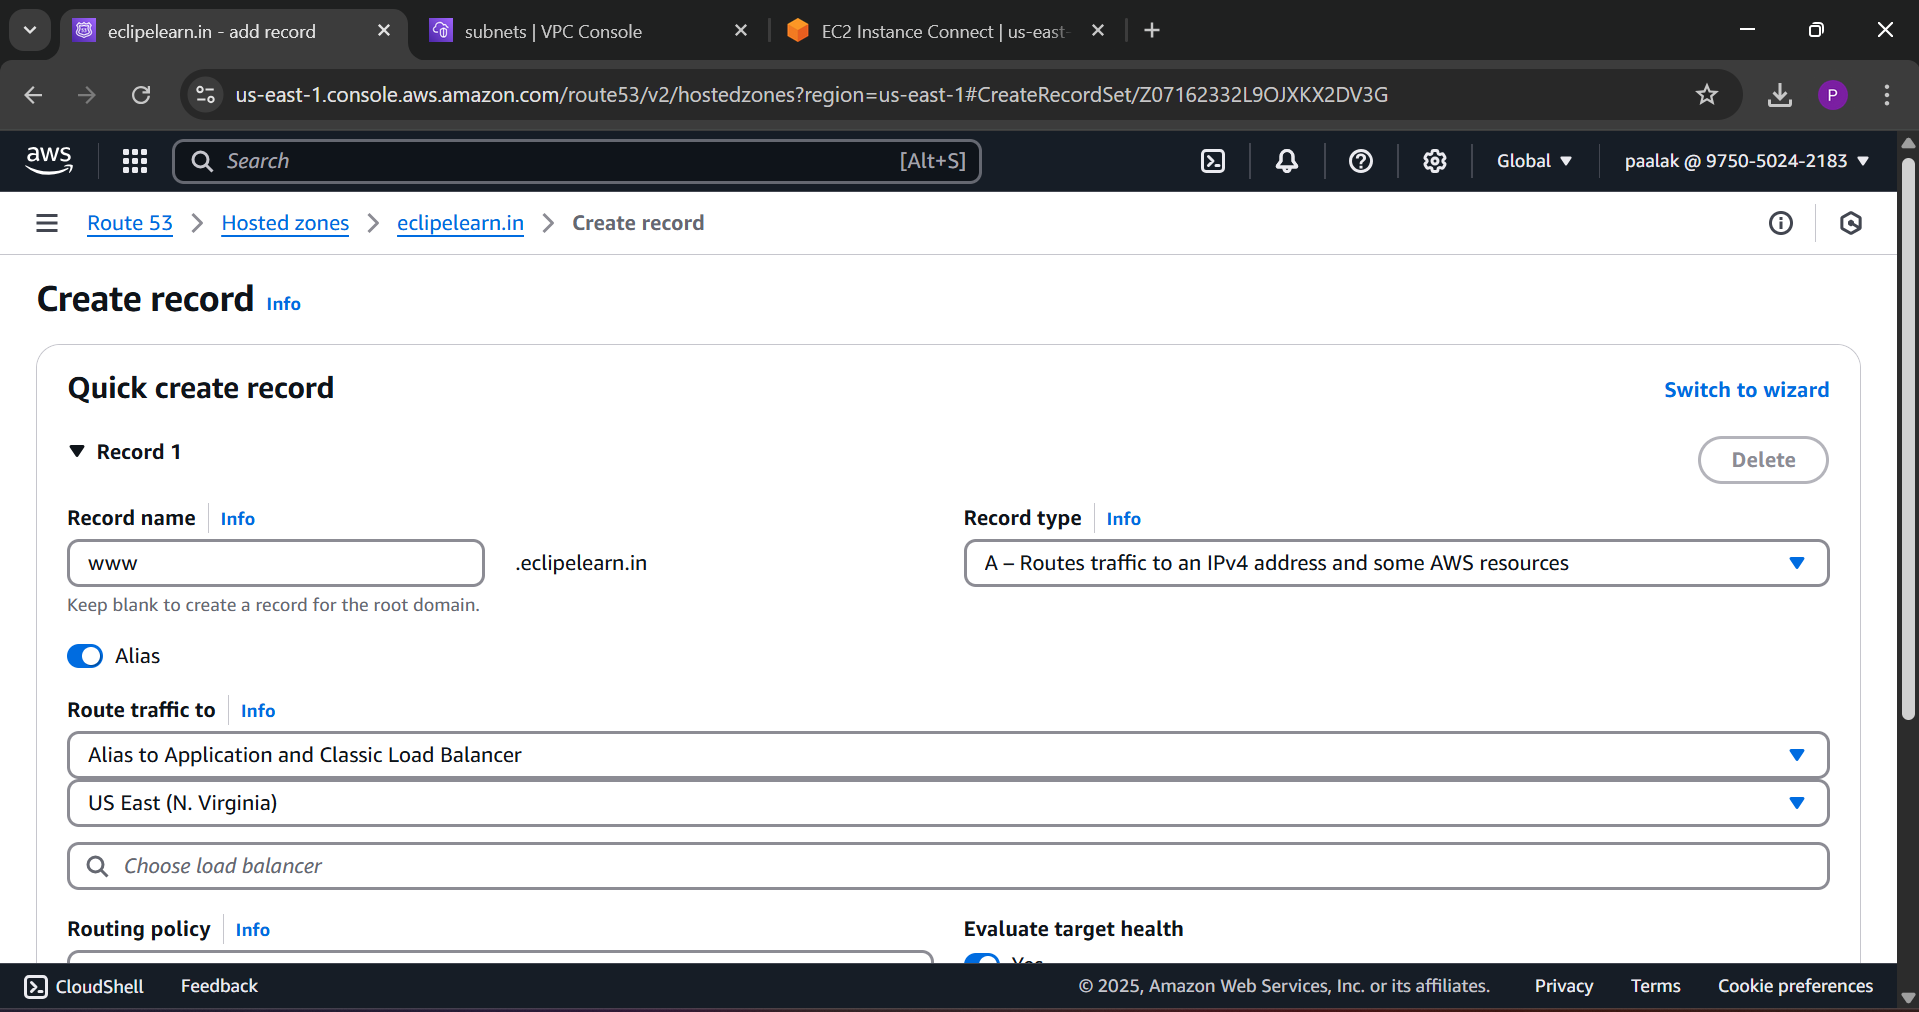 eclipelearn.in - add record
subnets | VPC Console
EC2 Instance Connect | us-east-
us-east-1.console.aws.amazon.com/route53/v2/hostedzones?region=us-east-1#CreateRecordSet/Z07162332L9OJXKX2DV3G
P
aws
Search
[Alt+S]
Global
paalak @ 9750-5024-2183
Route 53
Hosted zones
eclipelearn.in
Create record
Create record Info
Quick create record
Switch to wizard
Record 1
Delete
Record name Info
Record type Info
www
.eclipelearn.in
A – Routes traffic to an IPv4 address and some AWS resources
Keep blank to create a record for the root domain.
Alias
Route traffic to Info
Alias to Application and Classic Load Balancer
US East (N. Virginia)
Choose load balancer
Routing policy Info
Evaluate target health
Yes
CloudShell
Feedback
© 2025, Amazon Web Services, Inc. or its affiliates.
Privacy
Terms
Cookie preferences